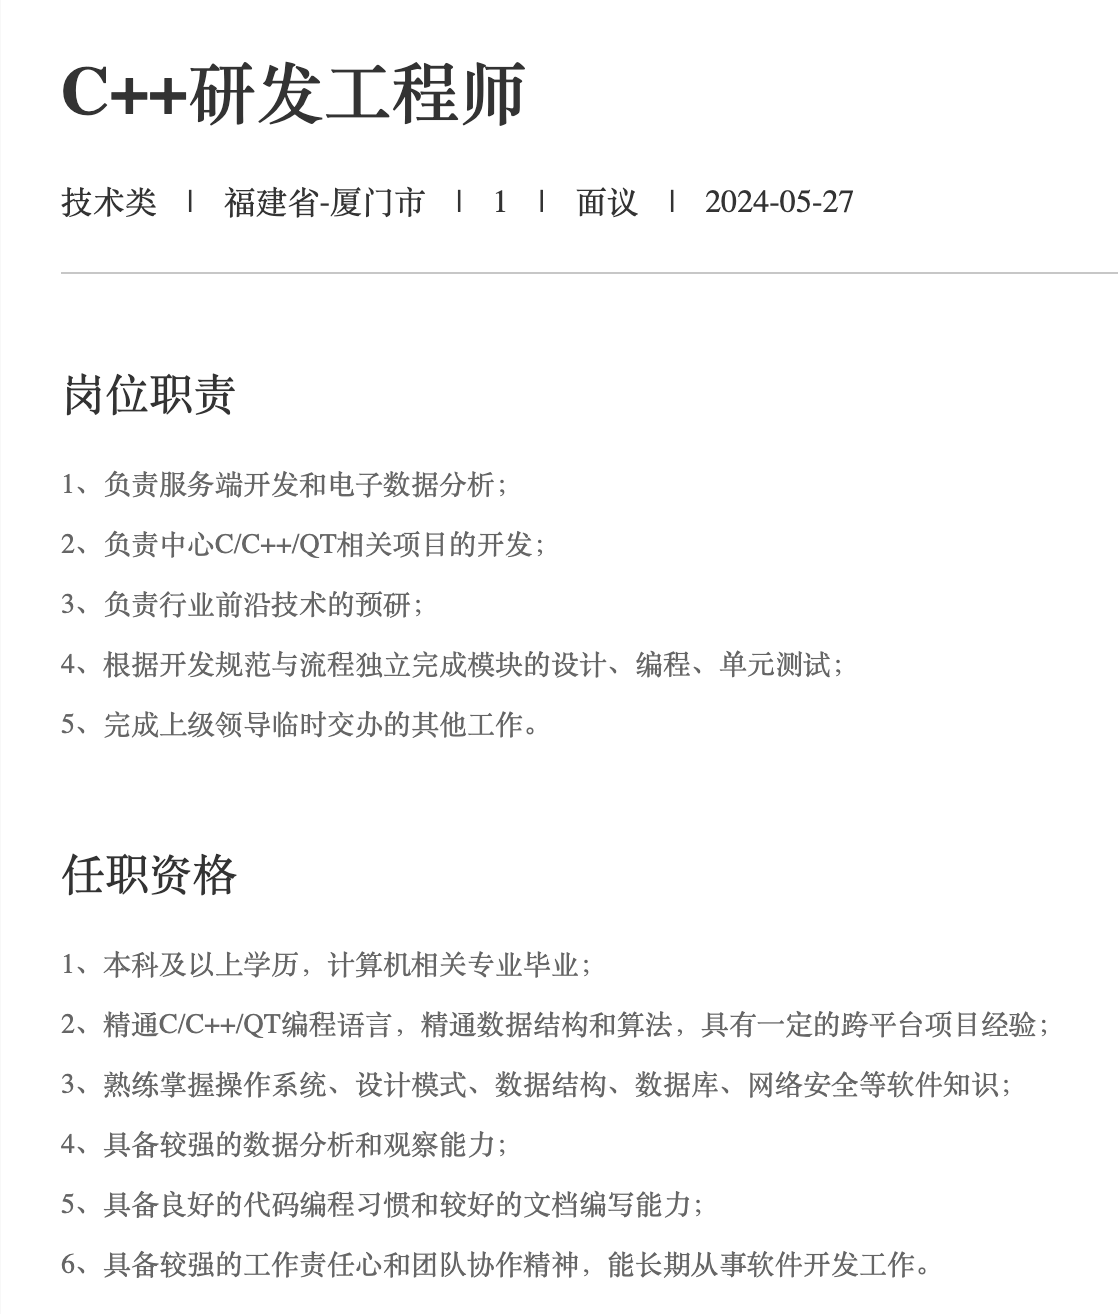 C++研发工程师
技术类 | 福建省-厦门市 | 1 | 面议 | 2024-05-27
岗位职责
1、负责服务端开发和电子数据分析；
2、负责中心C/C++/QT相关项目的开发；
3、负责行业前沿技术的预研；
4、根据开发规范与流程独立完成模块的设计、编程、单元测试；
5、完成上级领导临时交办的其他工作。
任职资格
1、本科及以上学历，计算机相关专业毕业；
2、精通C/C++/QT编程语言，精通数据结构和算法，具有一定的跨平台项目经验；
3、熟练掌握操作系统、设计模式、数据结构、数据库、网络安全等软件知识；
4、具备较强的数据分析和观察能力；
5、具备良好的代码编程习惯和较好的文档编写能力；
6、具备较强的工作责任心和团队协作精神，能长期从事软件开发工作。